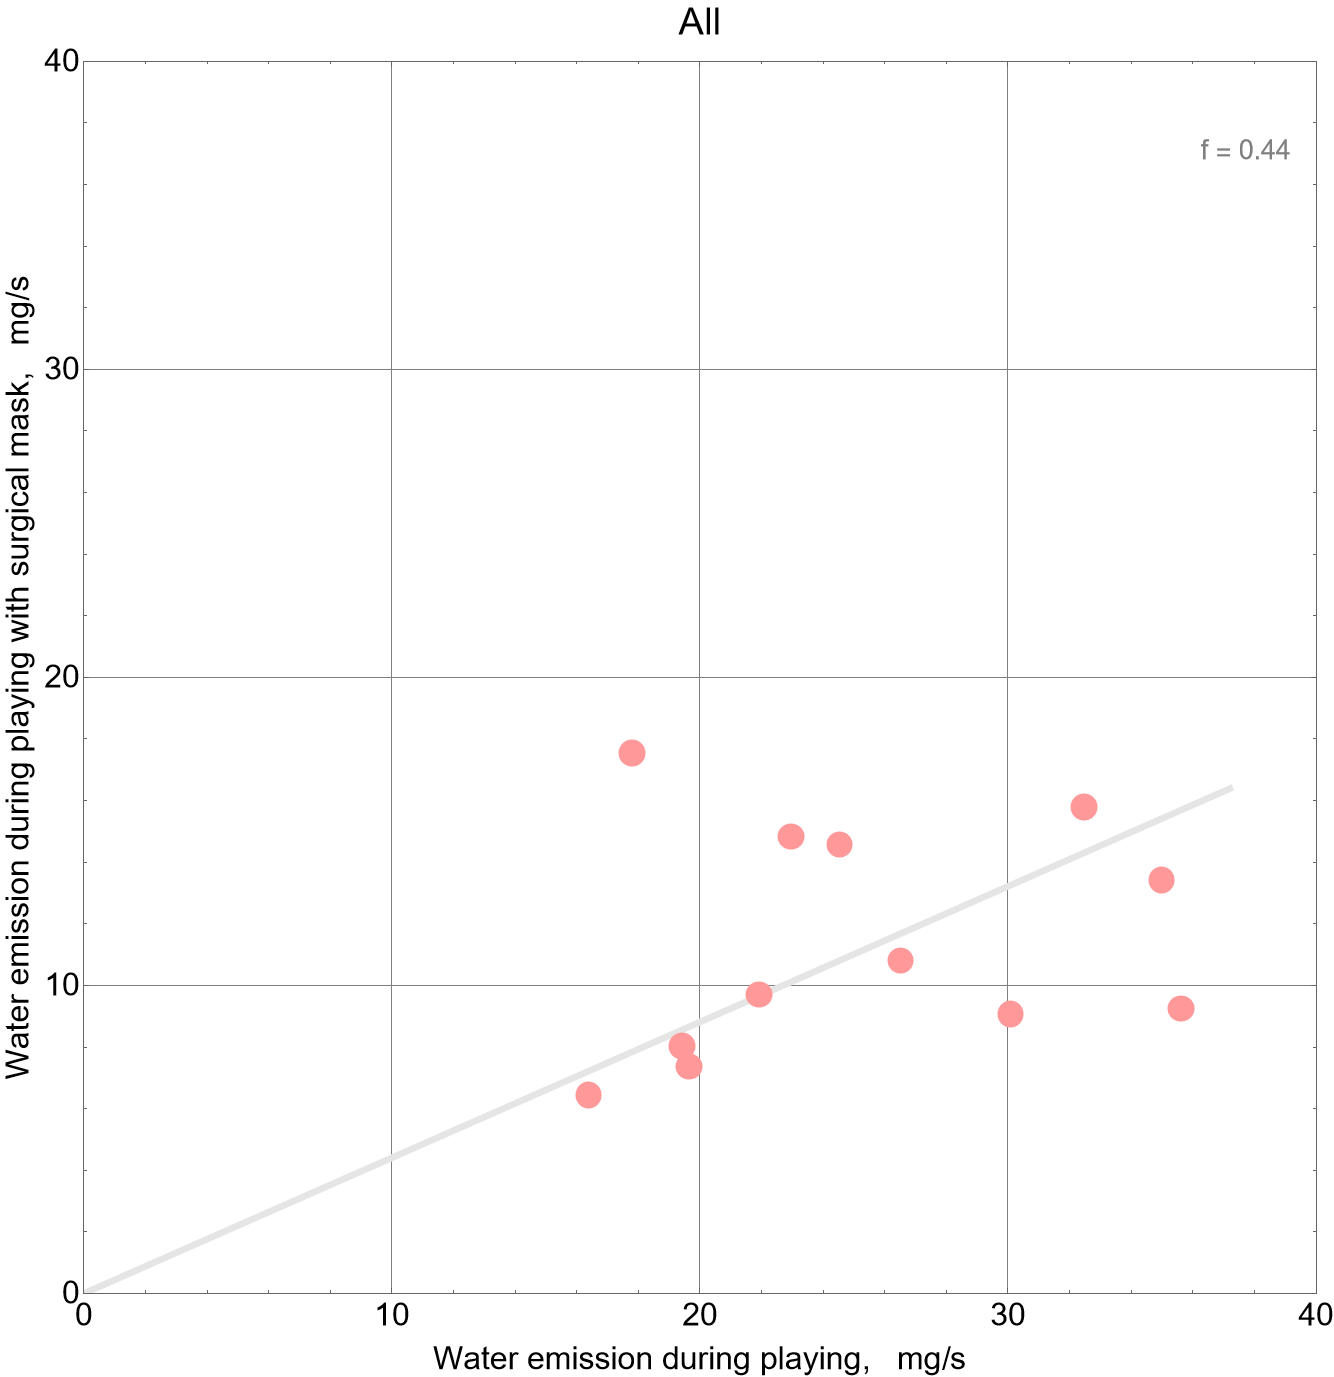 All
40
f = 0.44
30
20
10
0
0 10 20 30 40
Water emission during playing, mg/s
Water emission during playing with surgical mask, mg/s